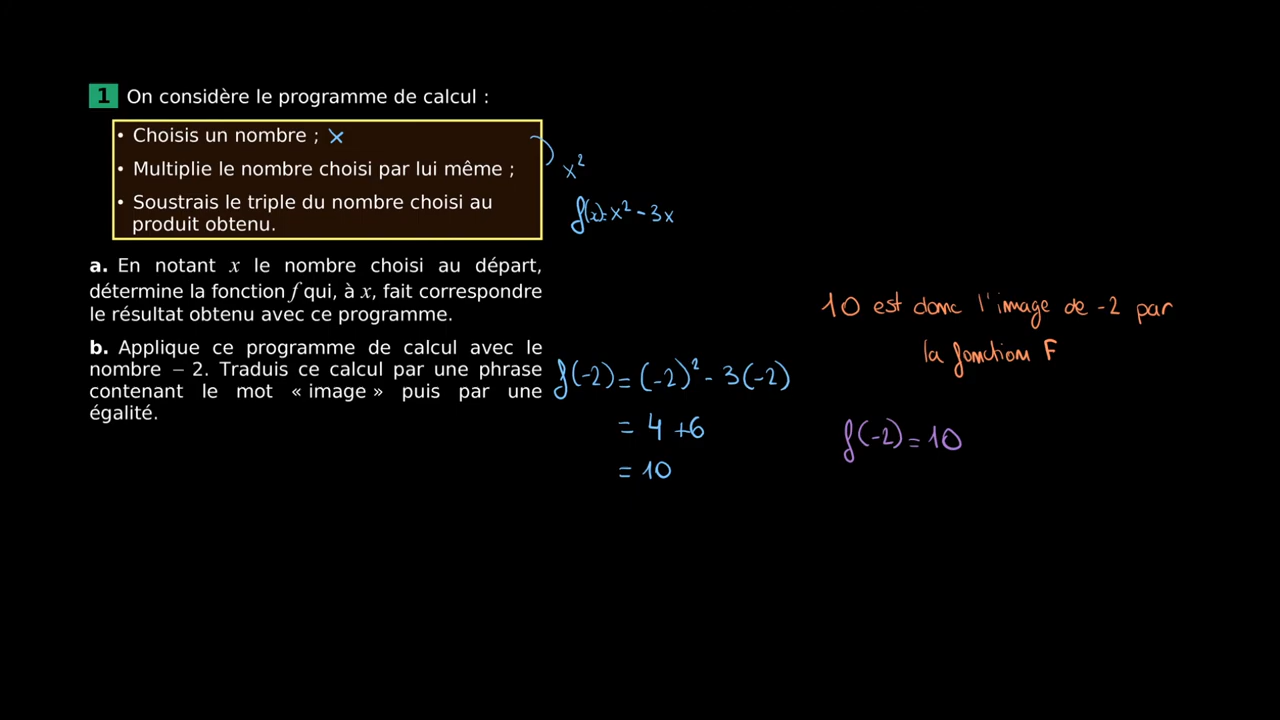 1 On considère le programme de calcul :
• Choisis un nombre ; x
• Multiplie le nombre choisi par lui même ;
x²
• Soustrais le triple du nombre choisi au
produit obtenu.
f(x)=x² - 3x
a. En notant x le nombre choisi au départ,
détermine la fonction f qui, à x, fait correspondre
le résultat obtenu avec ce programme.
b. Applique ce programme de calcul avec le
nombre – 2. Traduis ce calcul par une phrase
contenant le mot « image » puis par une
égalité.
f(-2) = (-2)² - 3(-2)
= 4 +6
= 10
10 est donc l'image de -2 par
la fonction F
f(-2) = 10